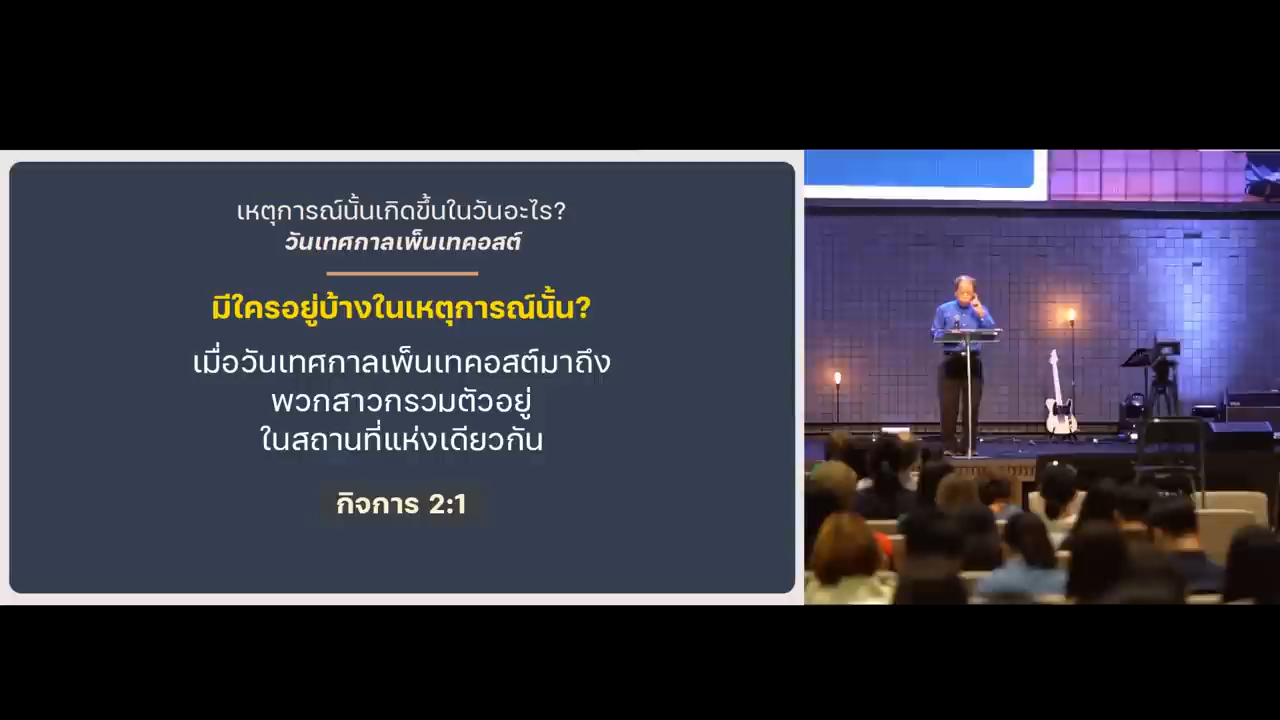 เหตุการณ์นั้นเกิดขึ้นในวันอะไร?
วันเทศกาลเพ็นเทคอสต์
มีใครอยู่บ้างในเหตุการณ์นั้น?
เมื่อวันเทศกาลเพ็นเทคอสต์มาถึง
พวกสาวกรวมตัวอยู่
ในสถานที่แห่งเดียวกัน
กิจการ 2:1